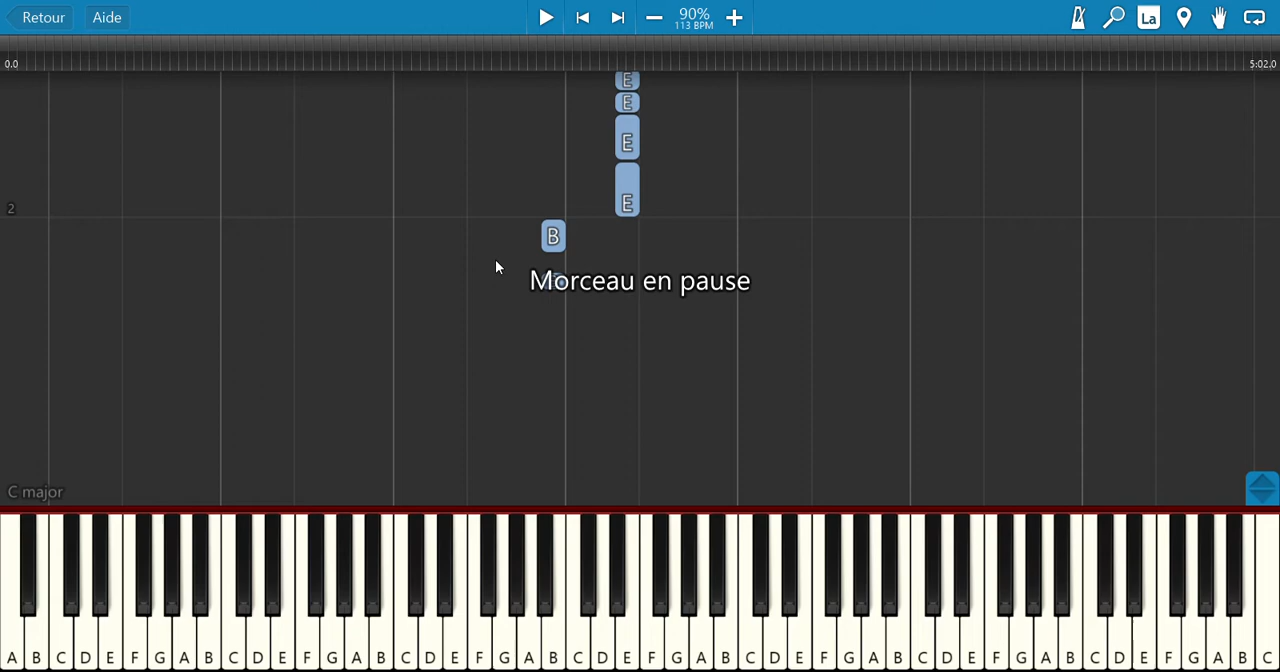 Retour Aide 90% La
113 BPM
0.0 5:02.0
E
E
E
E
2
B
Morceau en pause
C major
A B C D E F G A B C D E F G A B C D E F G A B C D E F G A B C D E F G A B C D E F G A B C D E F G A B C